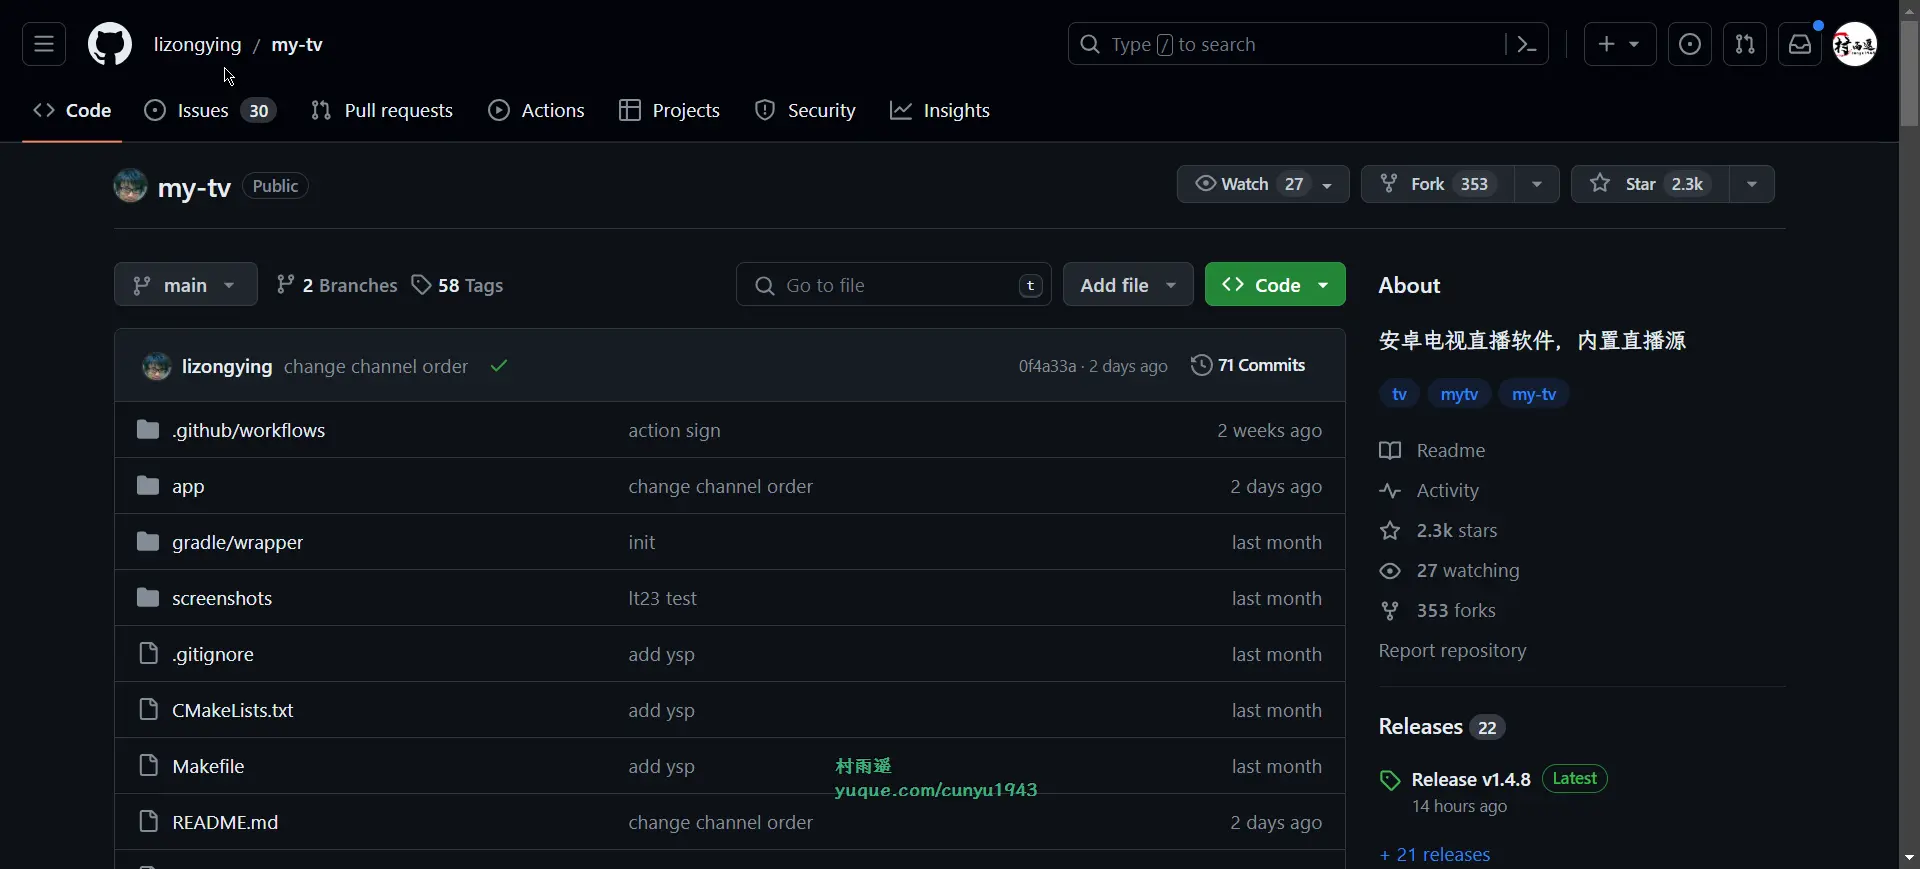 lizongying / my-tv
Type / to search
Code Issues 30 Pull requests Actions Projects Security Insights
my-tv Public
Watch 27 Fork 353 Star 2.3k
main 2 Branches 58 Tags
Go to file t Add file Code
lizongying change channel order 0f4a33a · 2 days ago 71 Commits
.github/workflows action sign 2 weeks ago
app change channel order 2 days ago
gradle/wrapper init last month
screenshots lt23 test last month
.gitignore add ysp last month
CMakeLists.txt add ysp last month
Makefile add ysp last month
README.md change channel order 2 days ago
村雨遥
yuque.com/cunyu1943
About
安卓电视直播软件，内置直播源
tv mytv my-tv
Readme
Activity
2.3k stars
27 watching
353 forks
Report repository
Releases 22
Release v1.4.8 Latest
14 hours ago
+ 21 releases